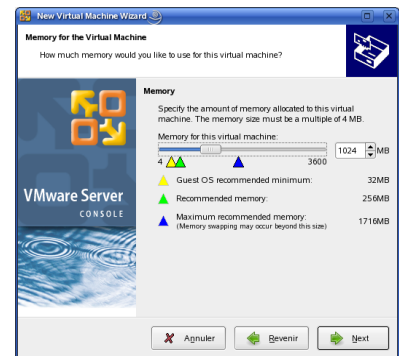 New Virtual Machine Wizard
Memory for the Virtual Machine
How much memory would you like to use for this virtual machine?
VMware Server
CONSOLE
Memory
Specify the amount of memory allocated to this virtual
machine. The memory size must be a multiple of 4 MB.
Memory for this virtual machine:
1024 MB
4 3600
Guest OS recommended minimum: 32MB
Recommended memory: 256MB
Maximum recommended memory: 1716MB
(Memory swapping may occur beyond this size)
Annuler Revenir Next